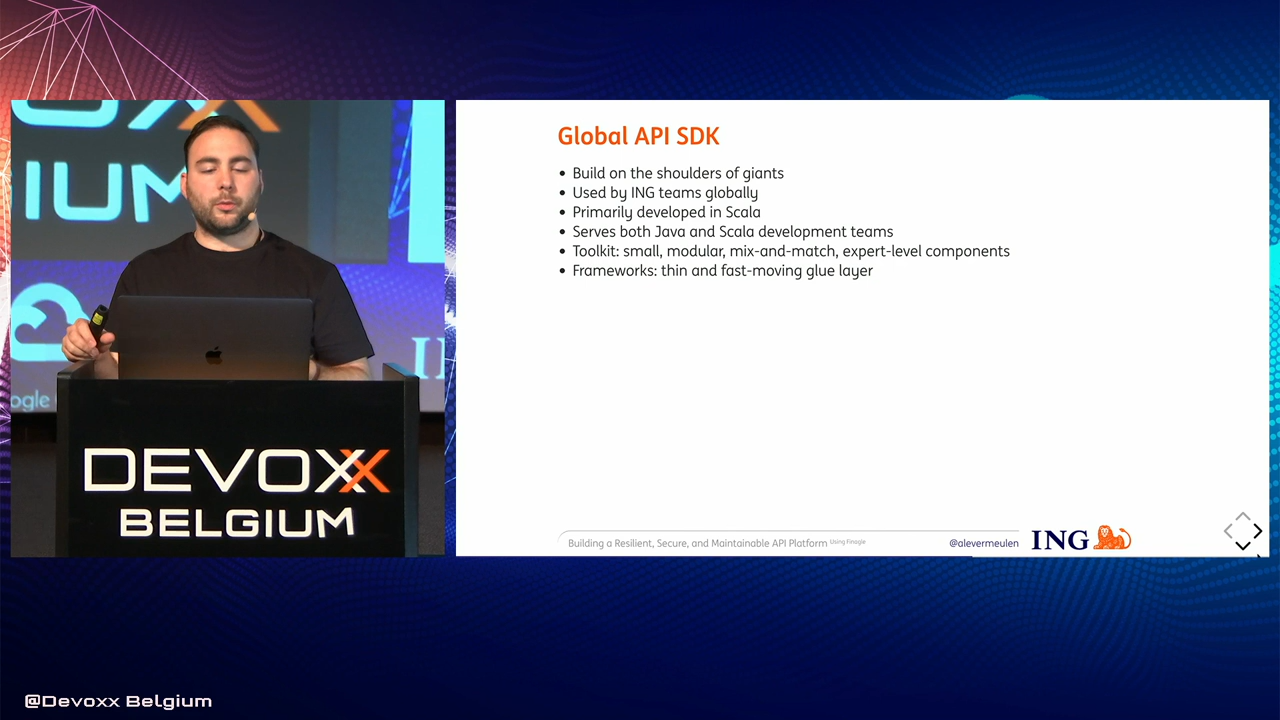 BELGIUM
Google
DEVOXX
BELGIUM
Global API SDK
• Build on the shoulders of giants
• Used by ING teams globally
• Primarily developed in Scala
• Serves both Java and Scala development teams
• Toolkit: small, modular, mix-and-match, expert-level components
• Frameworks: thin and fast-moving glue layer
Building a Resilient, Secure, and Maintainable API Platform Using Finagle
@alevermeulen
ING
@Devoxx Belgium